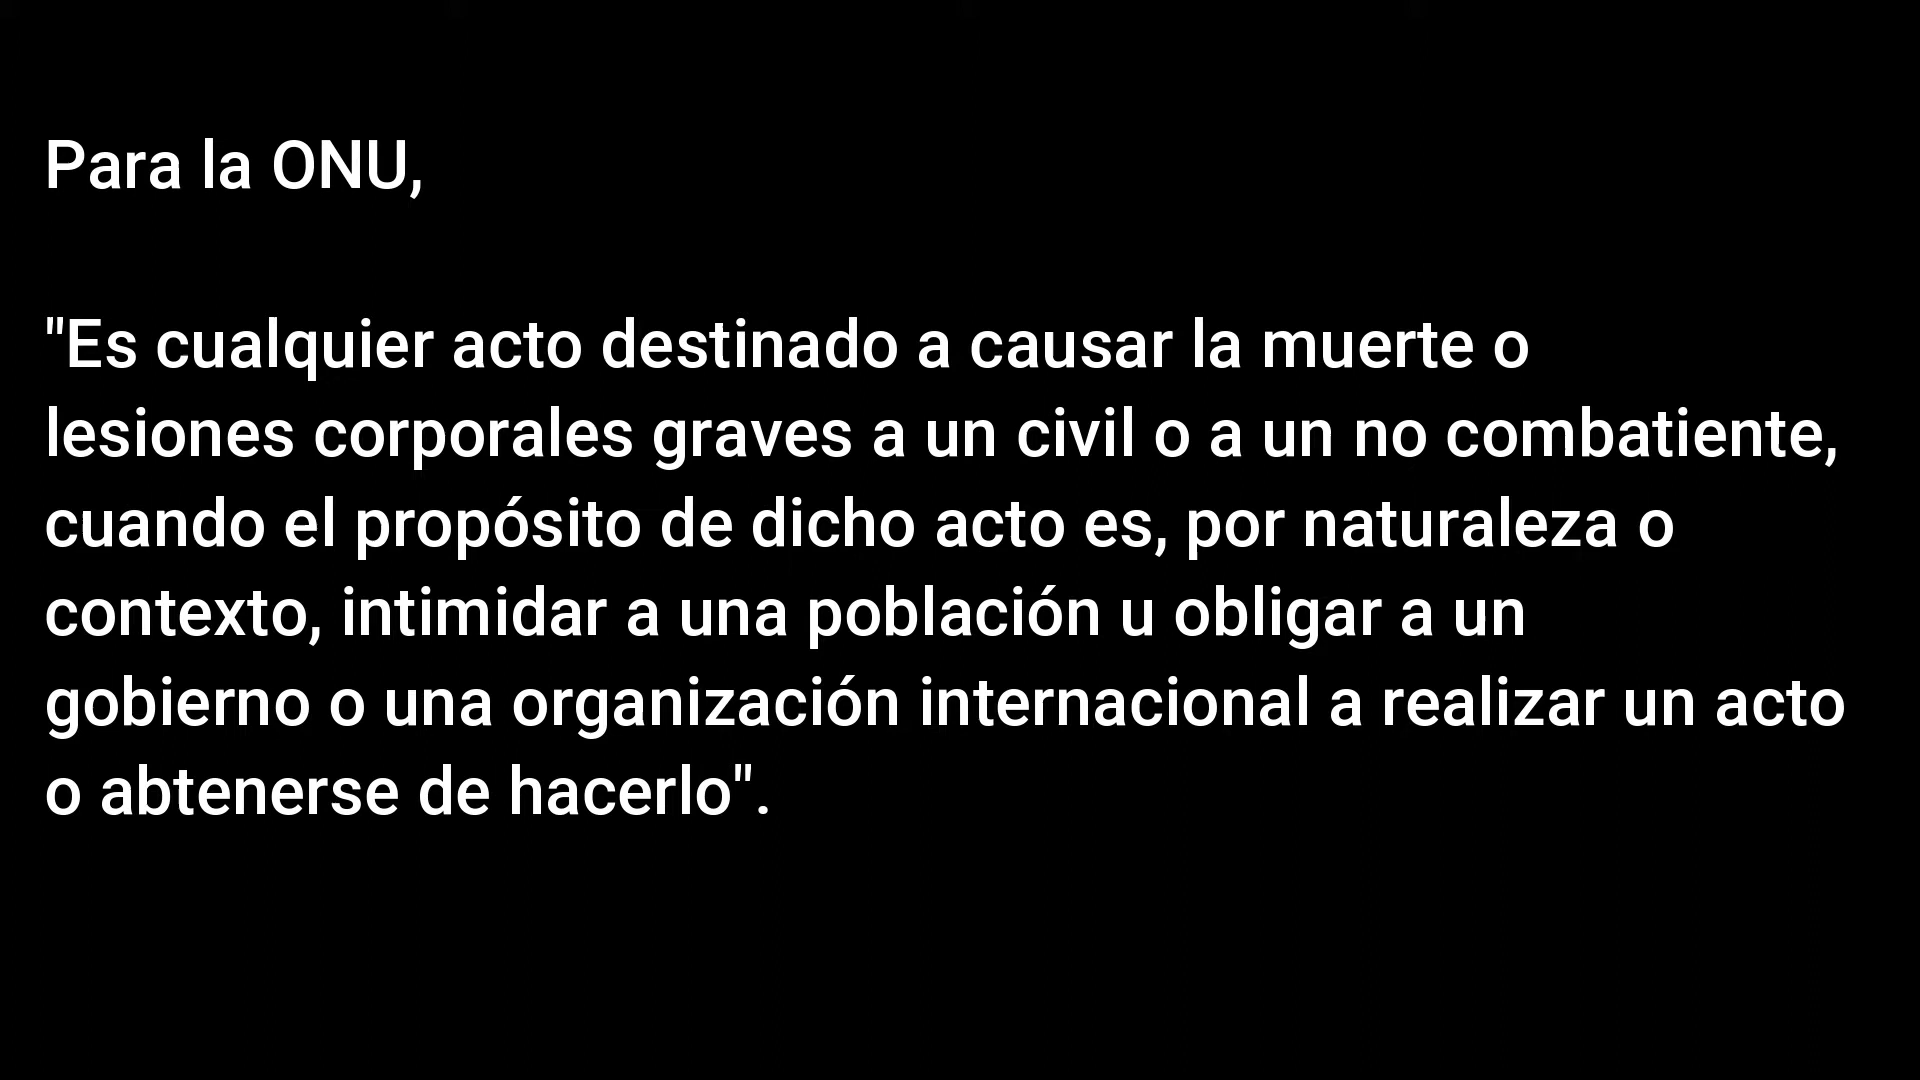 Para la ONU,
"Es cualquier acto destinado a causar la muerte o
lesiones corporales graves a un civil o a un no combatiente,
cuando el propósito de dicho acto es, por naturaleza o
contexto, intimidar a una población u obligar a un
gobierno o una organización internacional a realizar un acto
o abtenerse de hacerlo".